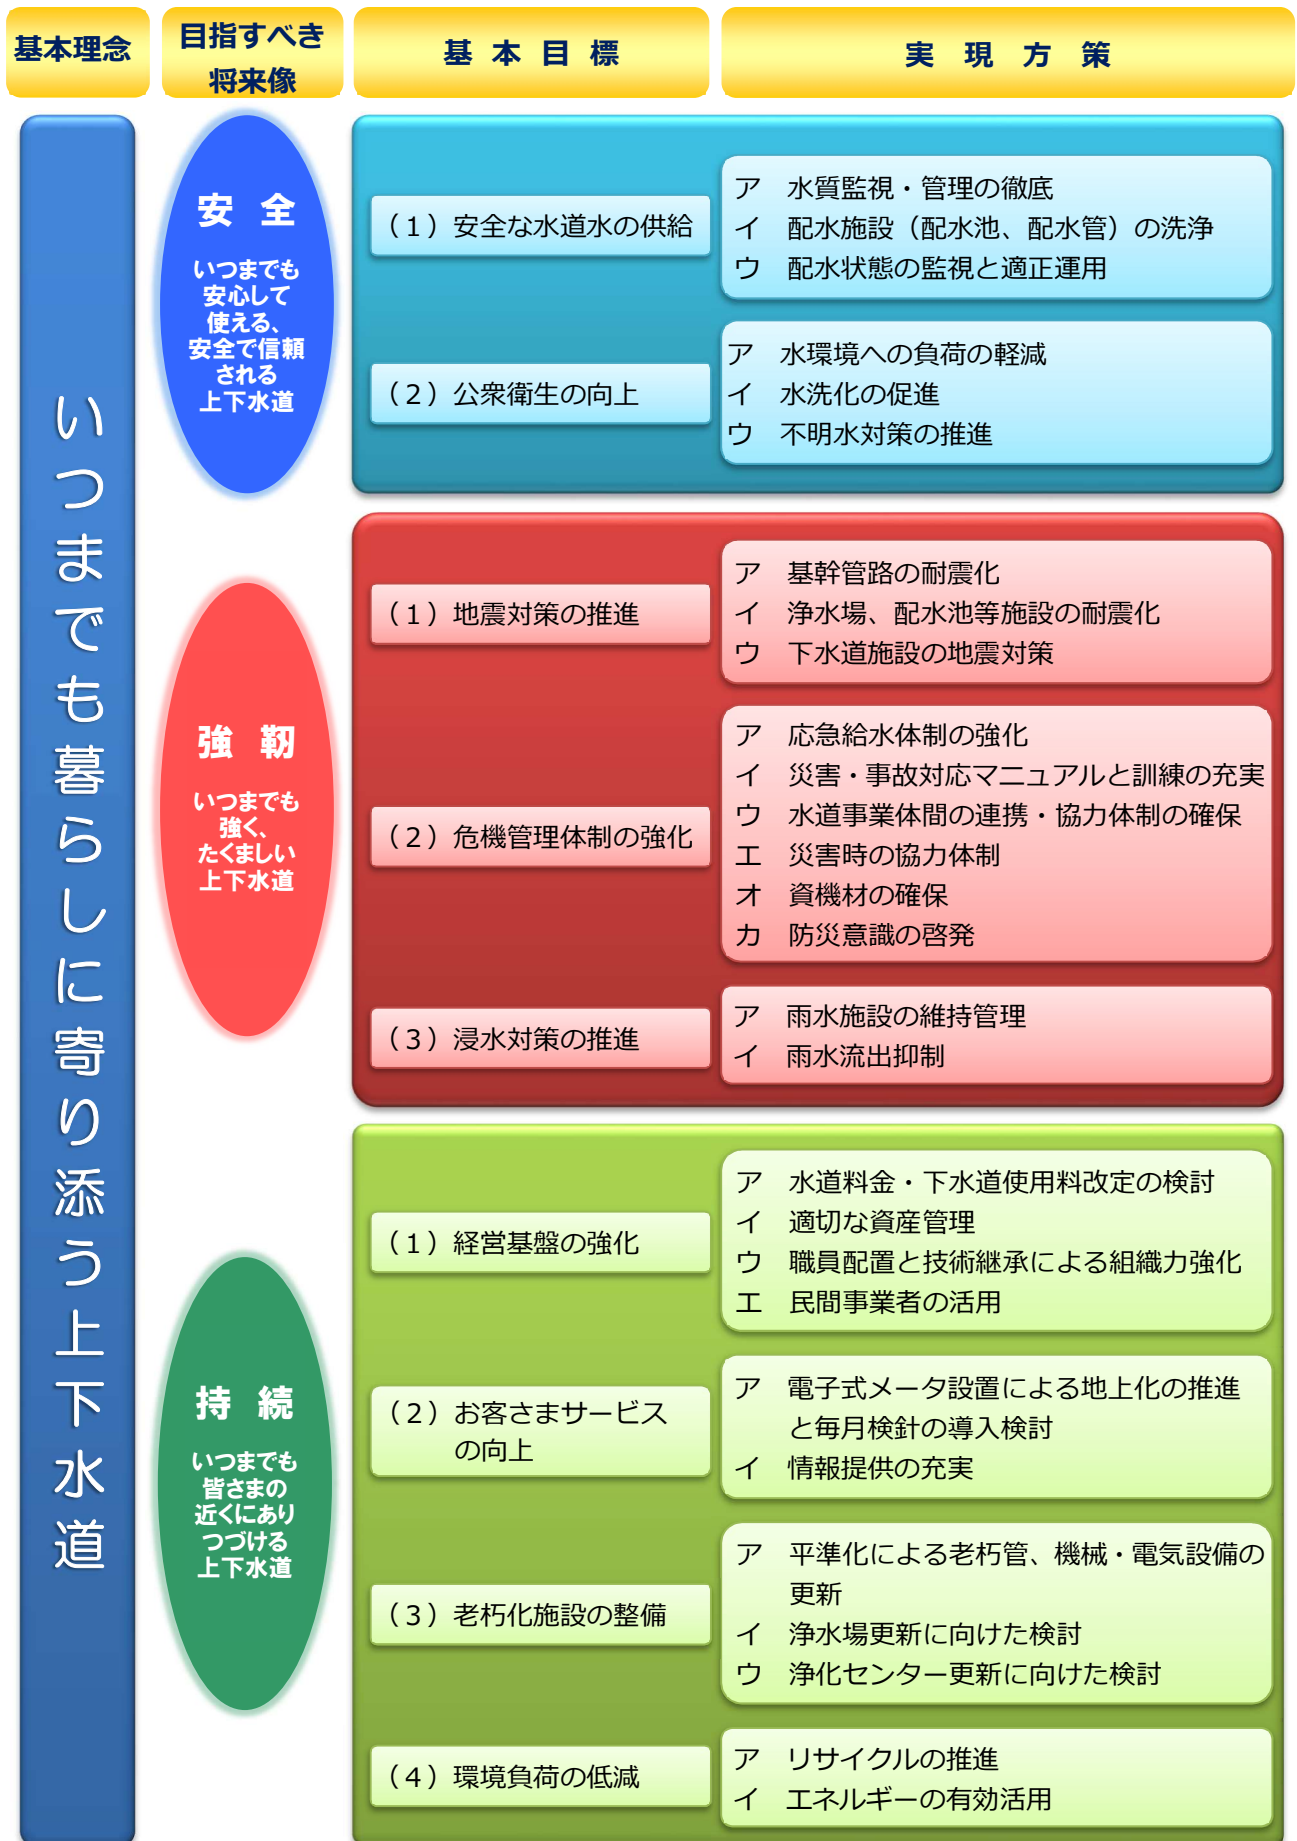 基本理念
目指すべき
将来像
基本目標
実現方策
いつまでも暮らしに寄り添う上下水道
安全
いつまでも
安心して
使える、
安全で信頼
される
上下水道
（１）安全な水道水の供給
ア　水質監視・管理の徹底
イ　配水施設（配水池、配水管）の洗浄
ウ　配水状態の監視と適正運用
（２）公衆衛生の向上
ア　水環境への負荷の軽減
イ　水洗化の促進
ウ　不明水対策の推進
強靭
いつまでも
強く、
たくましい
上下水道
（１）地震対策の推進
ア　基幹管路の耐震化
イ　浄水場、配水池等施設の耐震化
ウ　下水道施設の地震対策
（２）危機管理体制の強化
ア　応急給水体制の強化
イ　災害・事故対応マニュアルと訓練の充実
ウ　水道事業体間の連携・協力体制の確保
エ　災害時の協力体制
オ　資機材の確保
カ　防災意識の啓発
（３）浸水対策の推進
ア　雨水施設の維持管理
イ　雨水流出抑制
持続
いつまでも
皆さまの
近くにあり
つづける
上下水道
（１）経営基盤の強化
ア　水道料金・下水道使用料改定の検討
イ　適切な資産管理
ウ　職員配置と技術継承による組織力強化
エ　民間事業者の活用
（２）お客さまサービス
の向上
ア　電子式メータ設置による地上化の推進
と毎月検針の導入検討
イ　情報提供の充実
（３）老朽化施設の整備
ア　平準化による老朽管、機械・電気設備の
更新
イ　浄水場更新に向けた検討
ウ　浄化センター更新に向けた検討
（４）環境負荷の低減
ア　リサイクルの推進
イ　エネルギーの有効活用